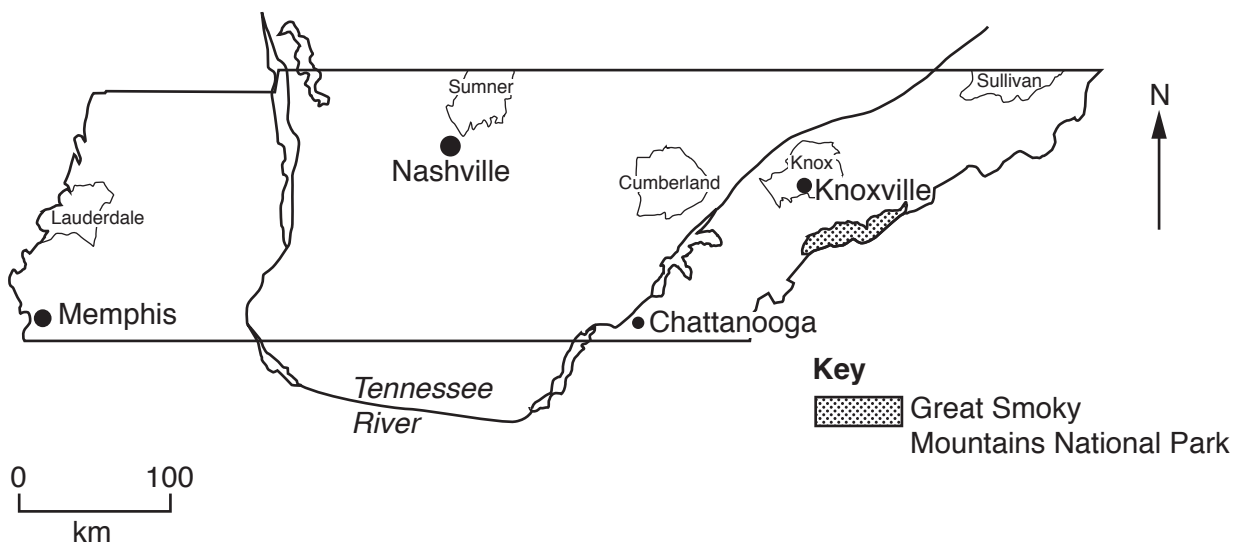 Sumner
Sullivan
N
Nashville
Knox
Cumberland
Knoxville
Lauderdale
Memphis
Chattanooga
Tennessee
River
Key
Great Smoky
Mountains National Park
0 100
km